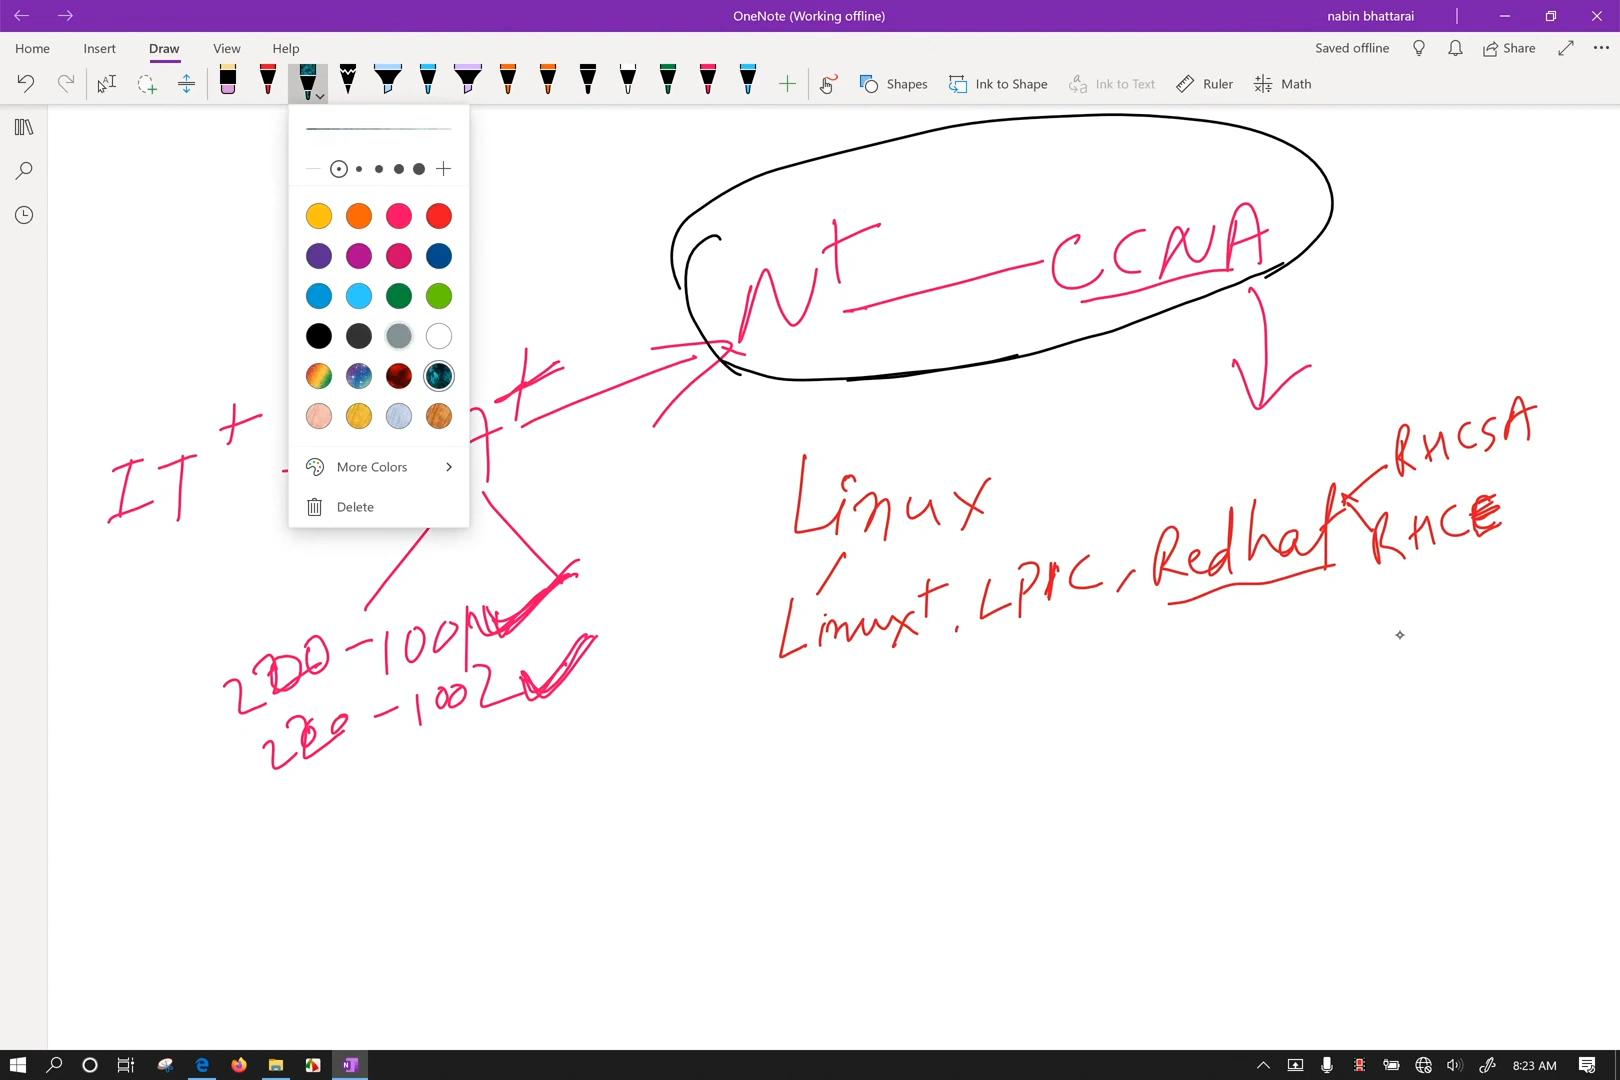 OneNote (Working offline)
nabin bhattarai
Home Insert Draw View Help
Saved offline
Share
Shapes
Ink to Shape
Ink to Text
Ruler
Math
More Colors
Delete
N+ CCNA
IT+
Linux
RHCSA
RHCE
Linux+. LPIC, Redhat
220-1001
220-1002
8:23 AM